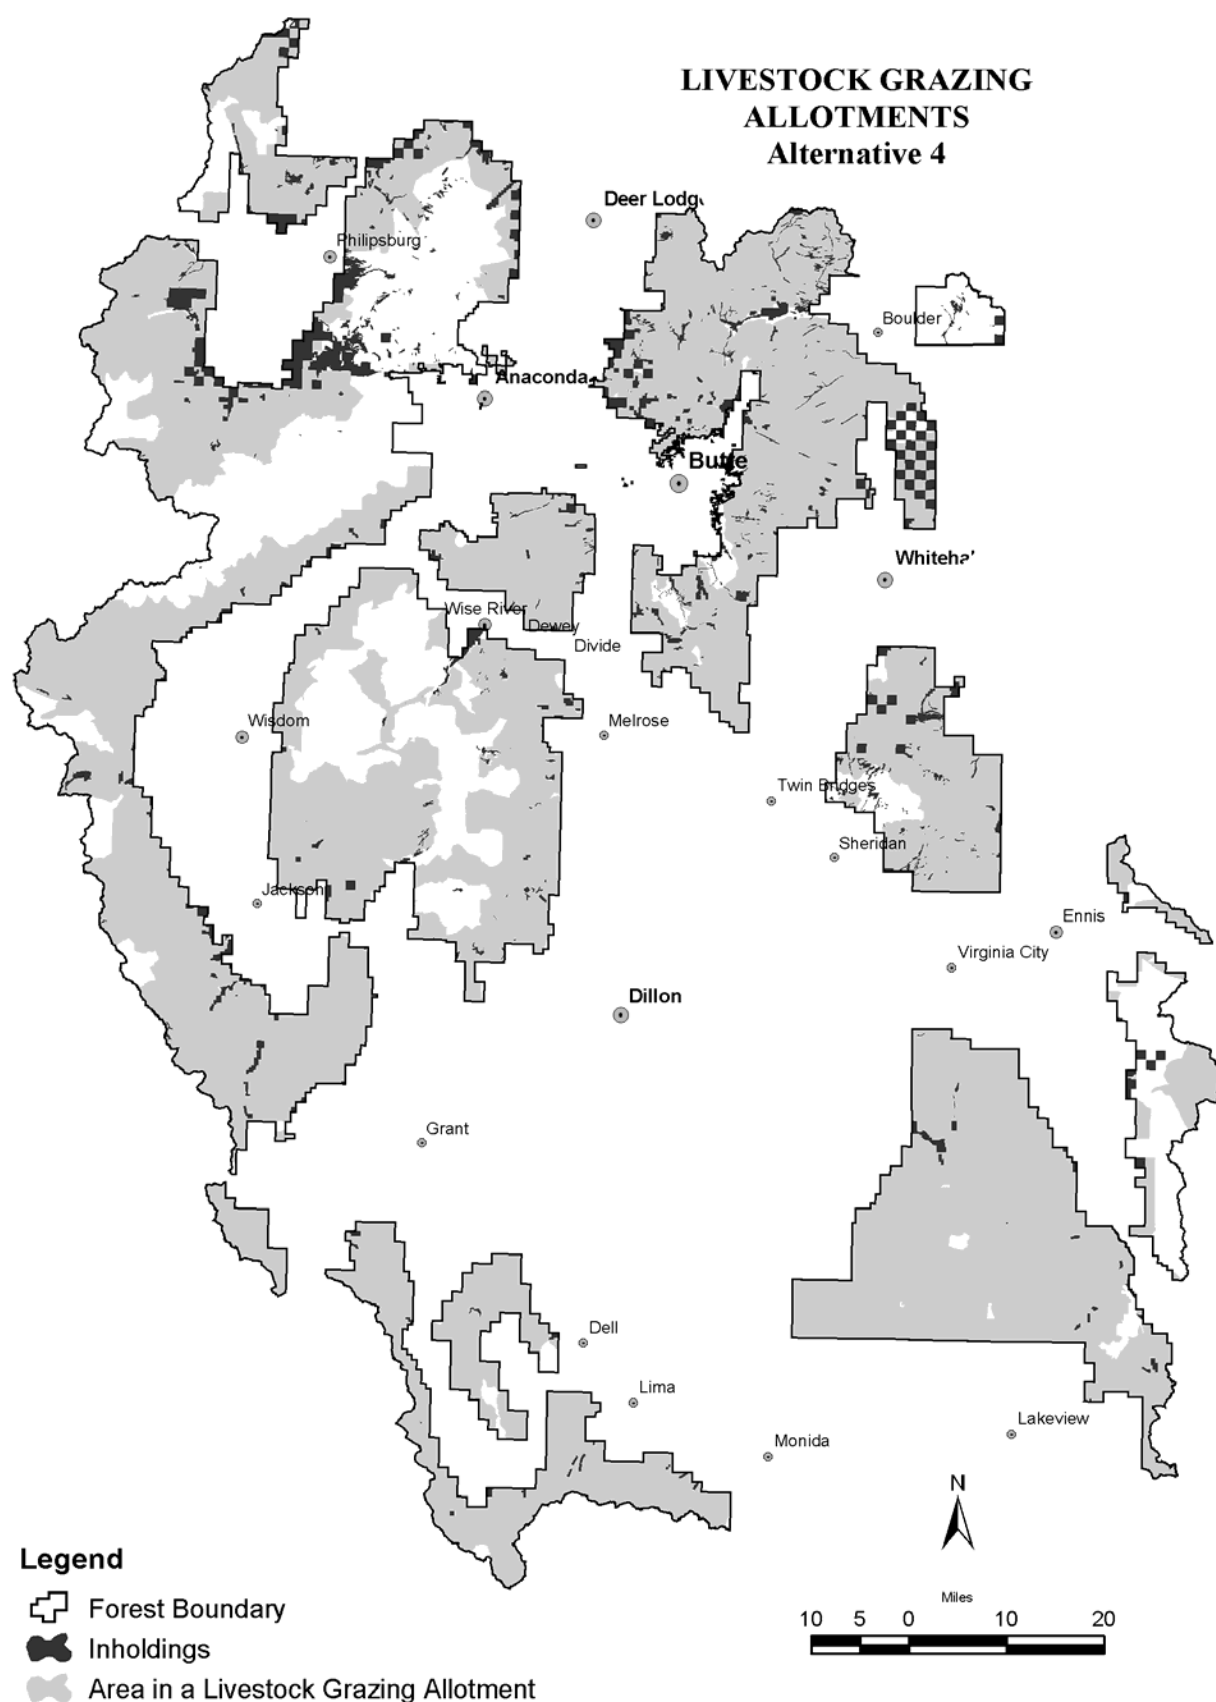 LIVESTOCK GRAZING
ALLOTMENTS
Alternative 4
Deer Lodg
Philipsburg
Boulder
Anaconda
Butte
Whiteha
Wise River
Dewey
Divide
Wisdom
Melrose
Twin Bridges
Sheridan
Jackson
Ennis
Virginia City
Dillon
Grant
Dell
Lima
Lakeview
Monida
N
Legend
Forest Boundary
Inholdings
Area in a Livestock Grazing Allotment
Miles
10 5 0 10 20